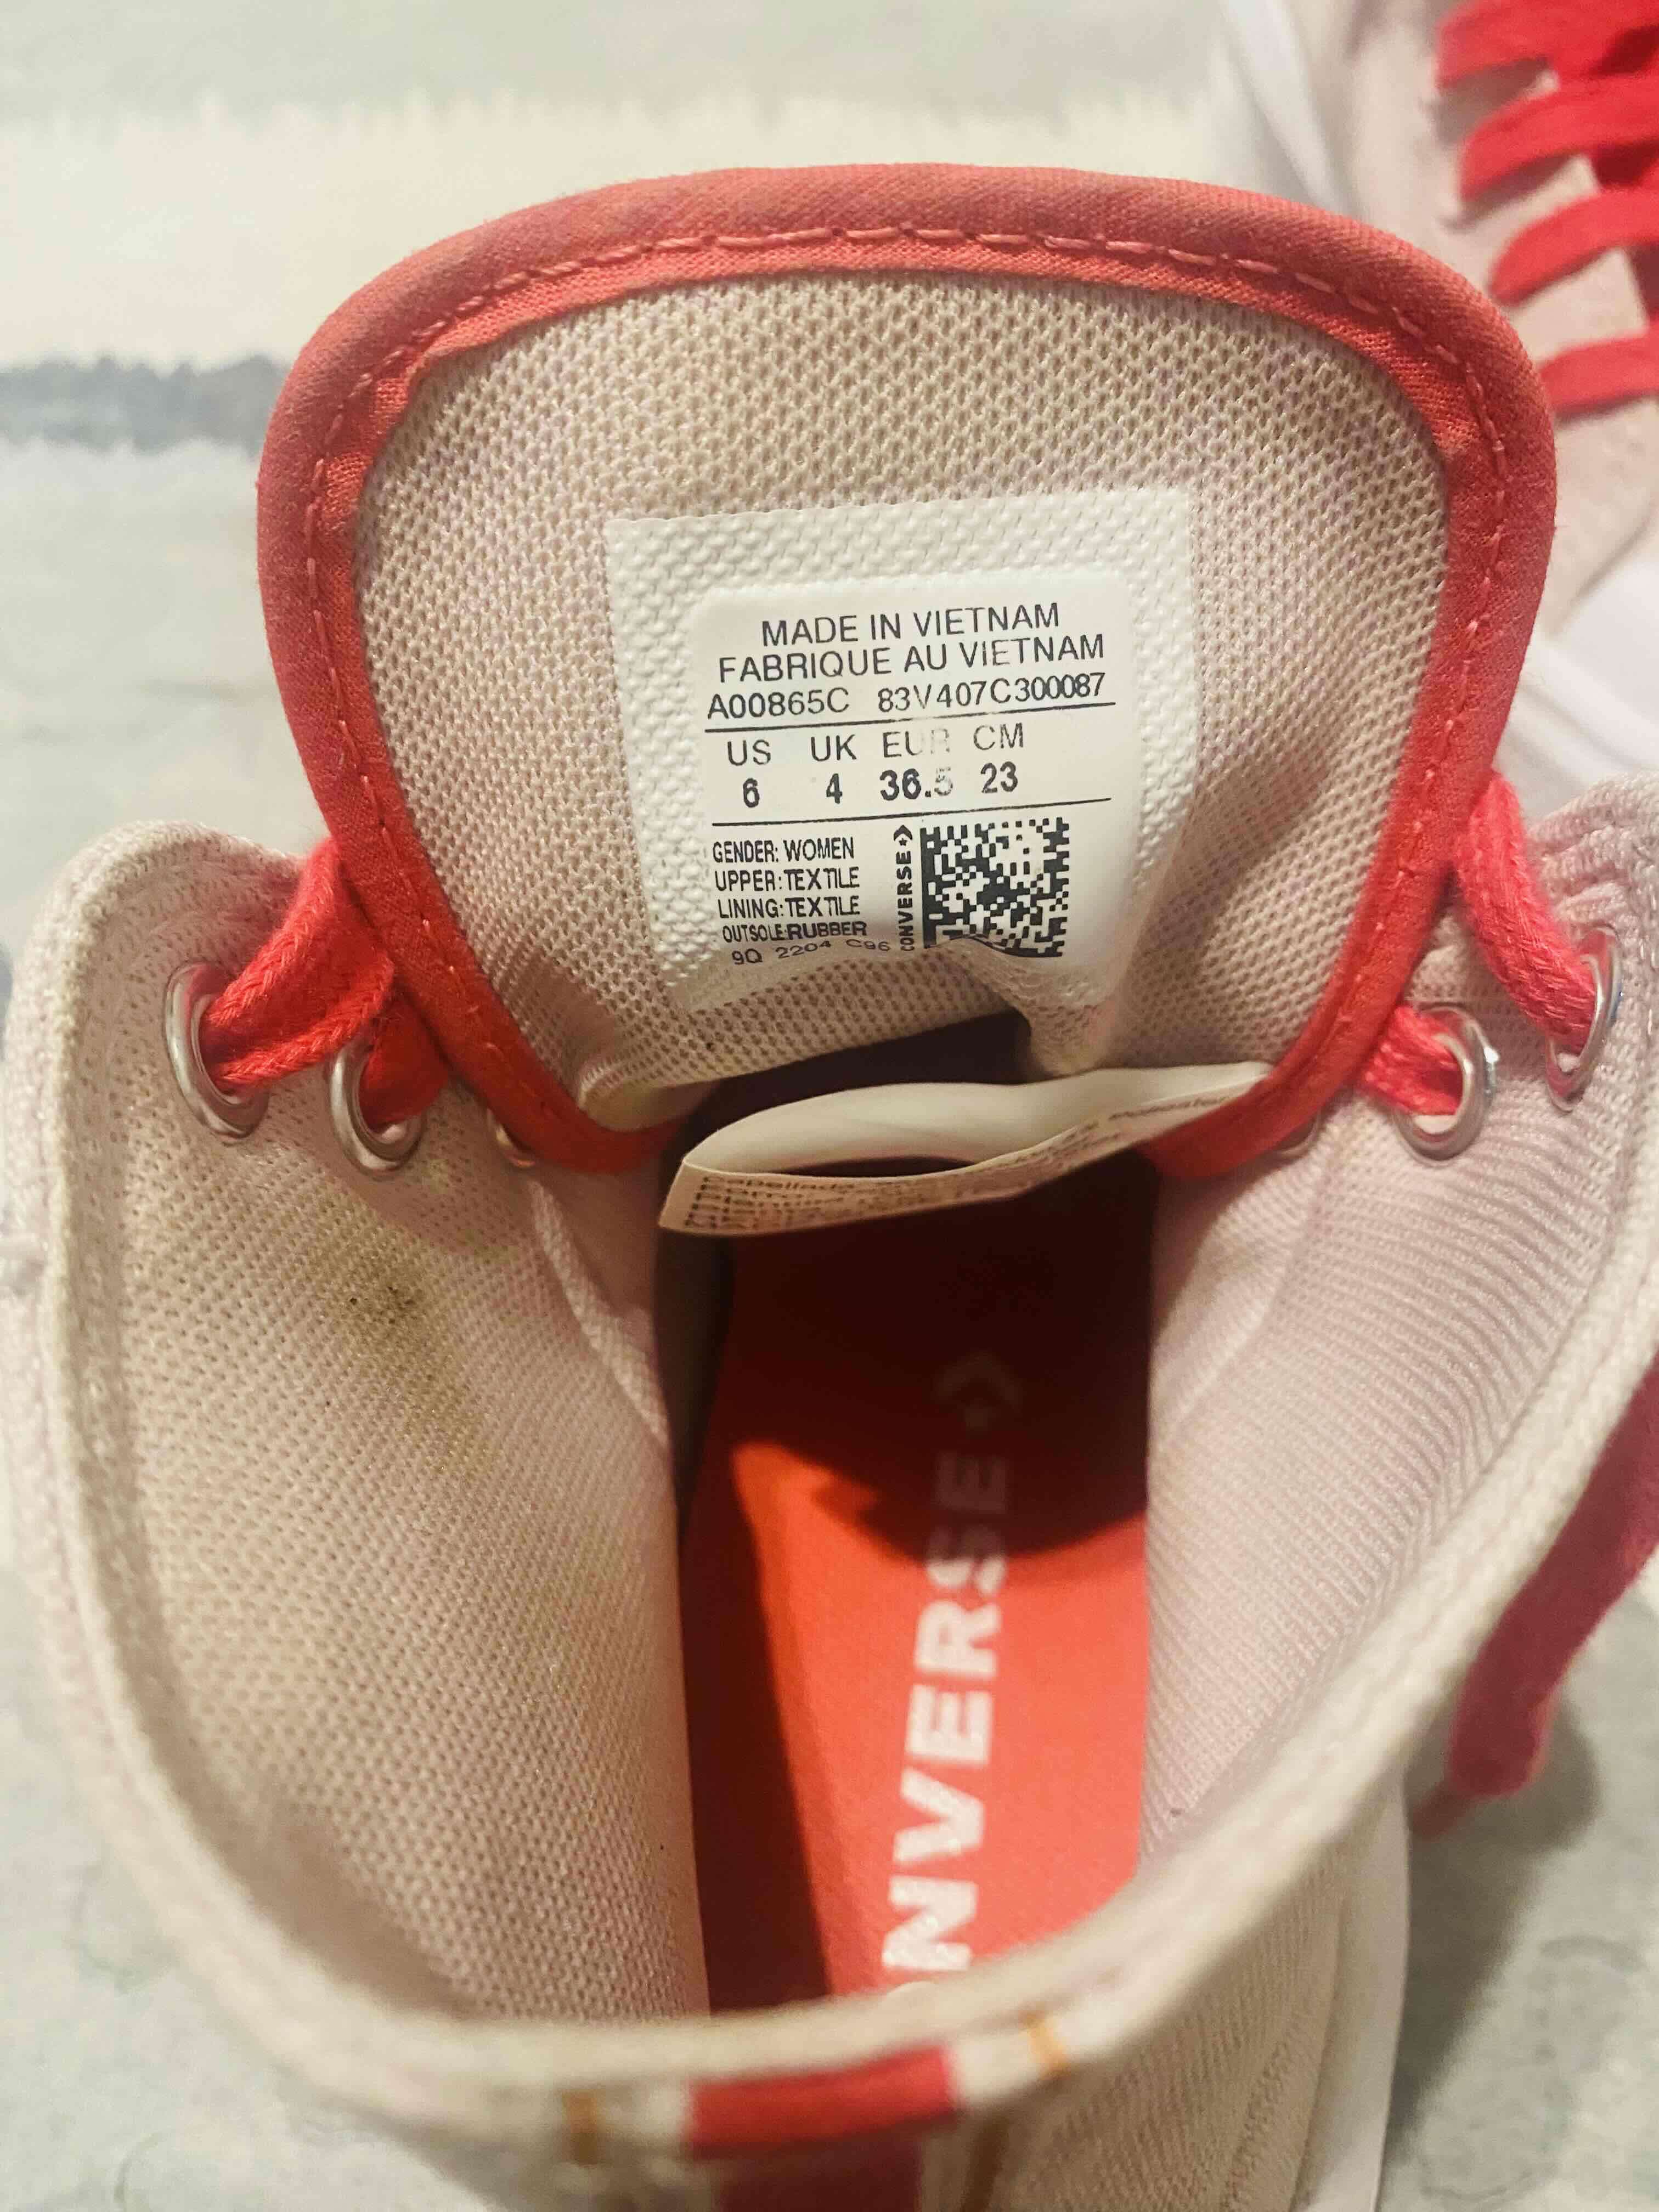 MADE IN VIETNAM
FABRIQUE AU VIETNAM
A00865C 83V407C300087
US UK EUR CM
6 4 36.5 23
GENDER: WOMEN
UPPER: TEXTILE
LINING: TEXTILE
OUTSOLE: RUBBER
9Q 2204 C96
CONVERSE
NVERSE